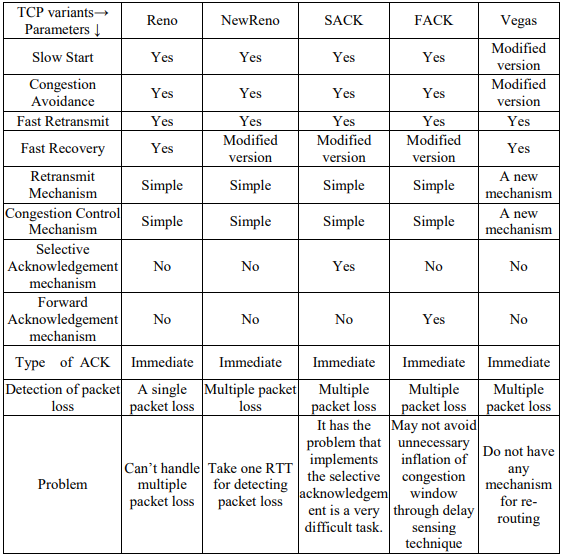 TCP variants→ Parameters ↓ Reno NewReno SACK FACK Vegas
Slow Start Yes Yes Yes Yes Modified version
Congestion Avoidance Yes Yes Yes Yes Modified version
Fast Retransmit Yes Yes Yes Yes Yes
Fast Recovery Yes Modified version Modified version Modified version Yes
Retransmit Mechanism Simple Simple Simple Simple A new mechanism
Congestion Control Mechanism Simple Simple Simple Simple A new mechanism
Selective Acknowledgement mechanism No No Yes No No
Forward Acknowledgement mechanism No No No Yes No
Type of ACK Immediate Immediate Immediate Immediate Immediate
Detection of packet loss A single packet loss Multiple packet loss Multiple packet loss Multiple packet loss Multiple packet loss
Problem Can't handle multiple packet loss Take one RTT for detecting packet loss It has the problem that implements the selective acknowledgem ent is a very difficult task. May not avoid unnecessary inflation of congestion window through delay sensing technique Do not have any mechanism for re-routing